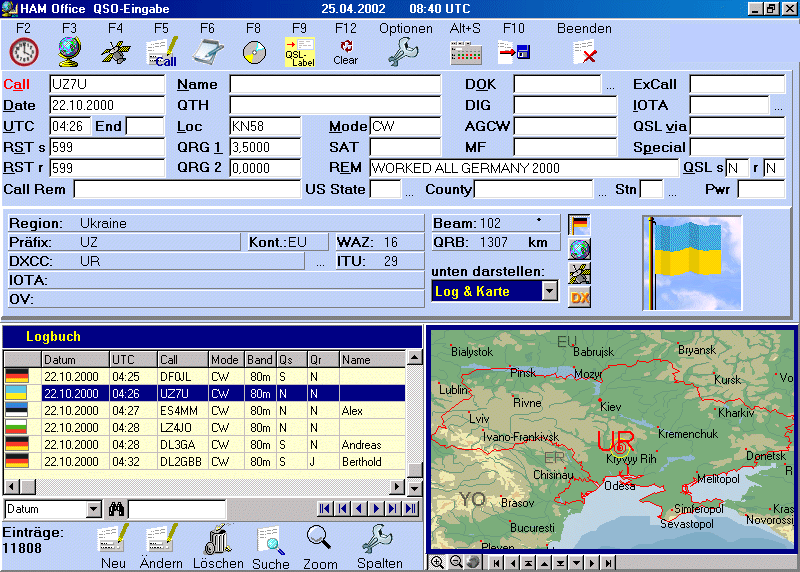 HAM Office QSO-Eingabe 25.04.2002 08:40 UTC
F2 F3 F4 F5 F6 F8 F9 F12 Optionen Alt+S F10 Beenden
Call QSL-Label Clear
Call UZ7U Name DOK ... ExCall
Date 22.10.2000 QTH DIG IOTA ...
UTC 04:26 End Loc KN58 Mode CW AGCW QSL via
RST s 599 QRG 1 3,5000 SAT MF Special
RST r 599 QRG 2 0,0000 REM WORKED ALL GERMANY 2000 QSL s N r N
Call Rem US State ... County ... Stn ... Pwr
Region: Ukraine Beam: 102 °
Präfix: UZ Kont.: EU WAZ: 16 QRB: 1307 km
DXCC: UR ... ITU: 29
IOTA: unten darstellen:
OV: Log & Karte DX
Logbuch
Datum UTC Call Mode Band Qs Qr Name
22.10.2000 04:25 DF0JL CW 80m S N
22.10.2000 04:26 UZ7U CW 80m N N
22.10.2000 04:27 ES4MM CW 80m N N Alex
22.10.2000 04:28 LZ4JO CW 80m N N
22.10.2000 04:28 DL3GA CW 80m S N Andreas
22.10.2000 04:32 DL2GBB CW 80m S J Berthold
Datum
Einträge:
11808
Neu Ändern Löschen Suche Zoom Spalten
EU
Bialystok Babrujsk Bryansk
Pinsk Mozyr Kursk Vo
Lublin Rivne Kiev Kharkiv
Lviv
Ivano-Frankivsk UR Kremenchuk
ER Kryvyy Rih Donetsk
Chisinau Melitpol
YO Odesa
Brasov Simferopol Kras
Bucuresti Sevastopol Novorossi
Pleven